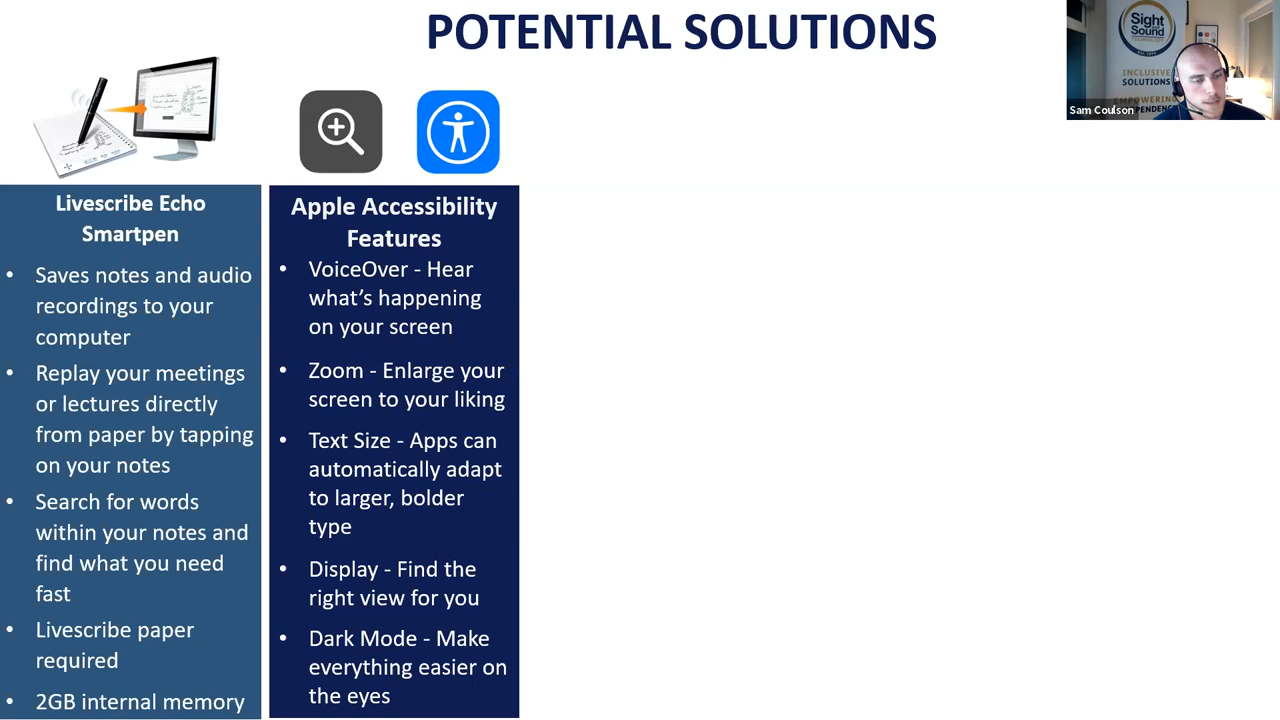 POTENTIAL SOLUTIONS
Sight
Sound
INCLUSIVE
SOLUTIONS
EMPOWERING
Sam Coulson
Livescribe Echo
Smartpen
• Saves notes and audio
recordings to your
computer
• Replay your meetings
or lectures directly
from paper by tapping
on your notes
• Search for words
within your notes and
find what you need
fast
• Livescribe paper
required
• 2GB internal memory
Apple Accessibility
Features
• VoiceOver - Hear
what's happening
on your screen
• Zoom - Enlarge your
screen to your liking
• Text Size - Apps can
automatically adapt
to larger, bolder
type
• Display - Find the
right view for you
• Dark Mode - Make
everything easier on
the eyes